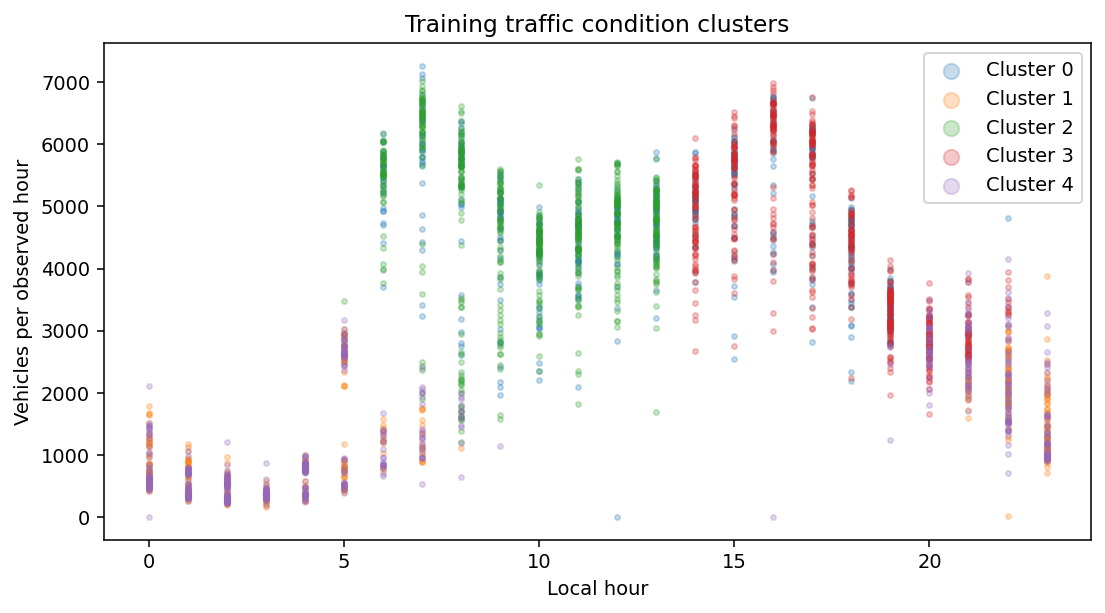 Training traffic condition clusters
Vehicles per observed hour
7000
6000
5000
4000
3000
2000
1000
0
Cluster 0
Cluster 1
Cluster 2
Cluster 3
Cluster 4
0 5 10 15 20
Local hour